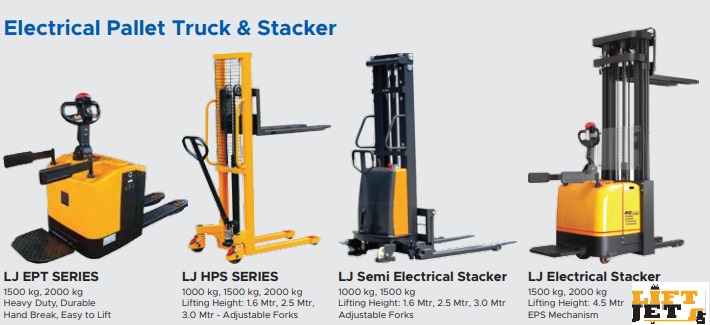 Electrical Pallet Truck & Stacker
LJ EPT SERIES
1500 kg, 2000 kg
Heavy Duty, Durable
Hand Break, Easy to Lift
LJ HPS SERIES
1000 kg, 1500 kg, 2000 kg
Lifting Height: 1.6 Mtr, 2.5 Mtr,
3.0 Mtr - Adjustable Forks
LJ Semi Electrical Stacker
1000 kg, 1500 kg
Lifting Height: 1.6 Mtr, 2.5 Mtr, 3.0 Mtr
Adjustable Forks
LJ Electrical Stacker
1500 kg, 2000 kg
Lifting Height: 4.5 Mtr
EPS Mechanism
LIFT
JET